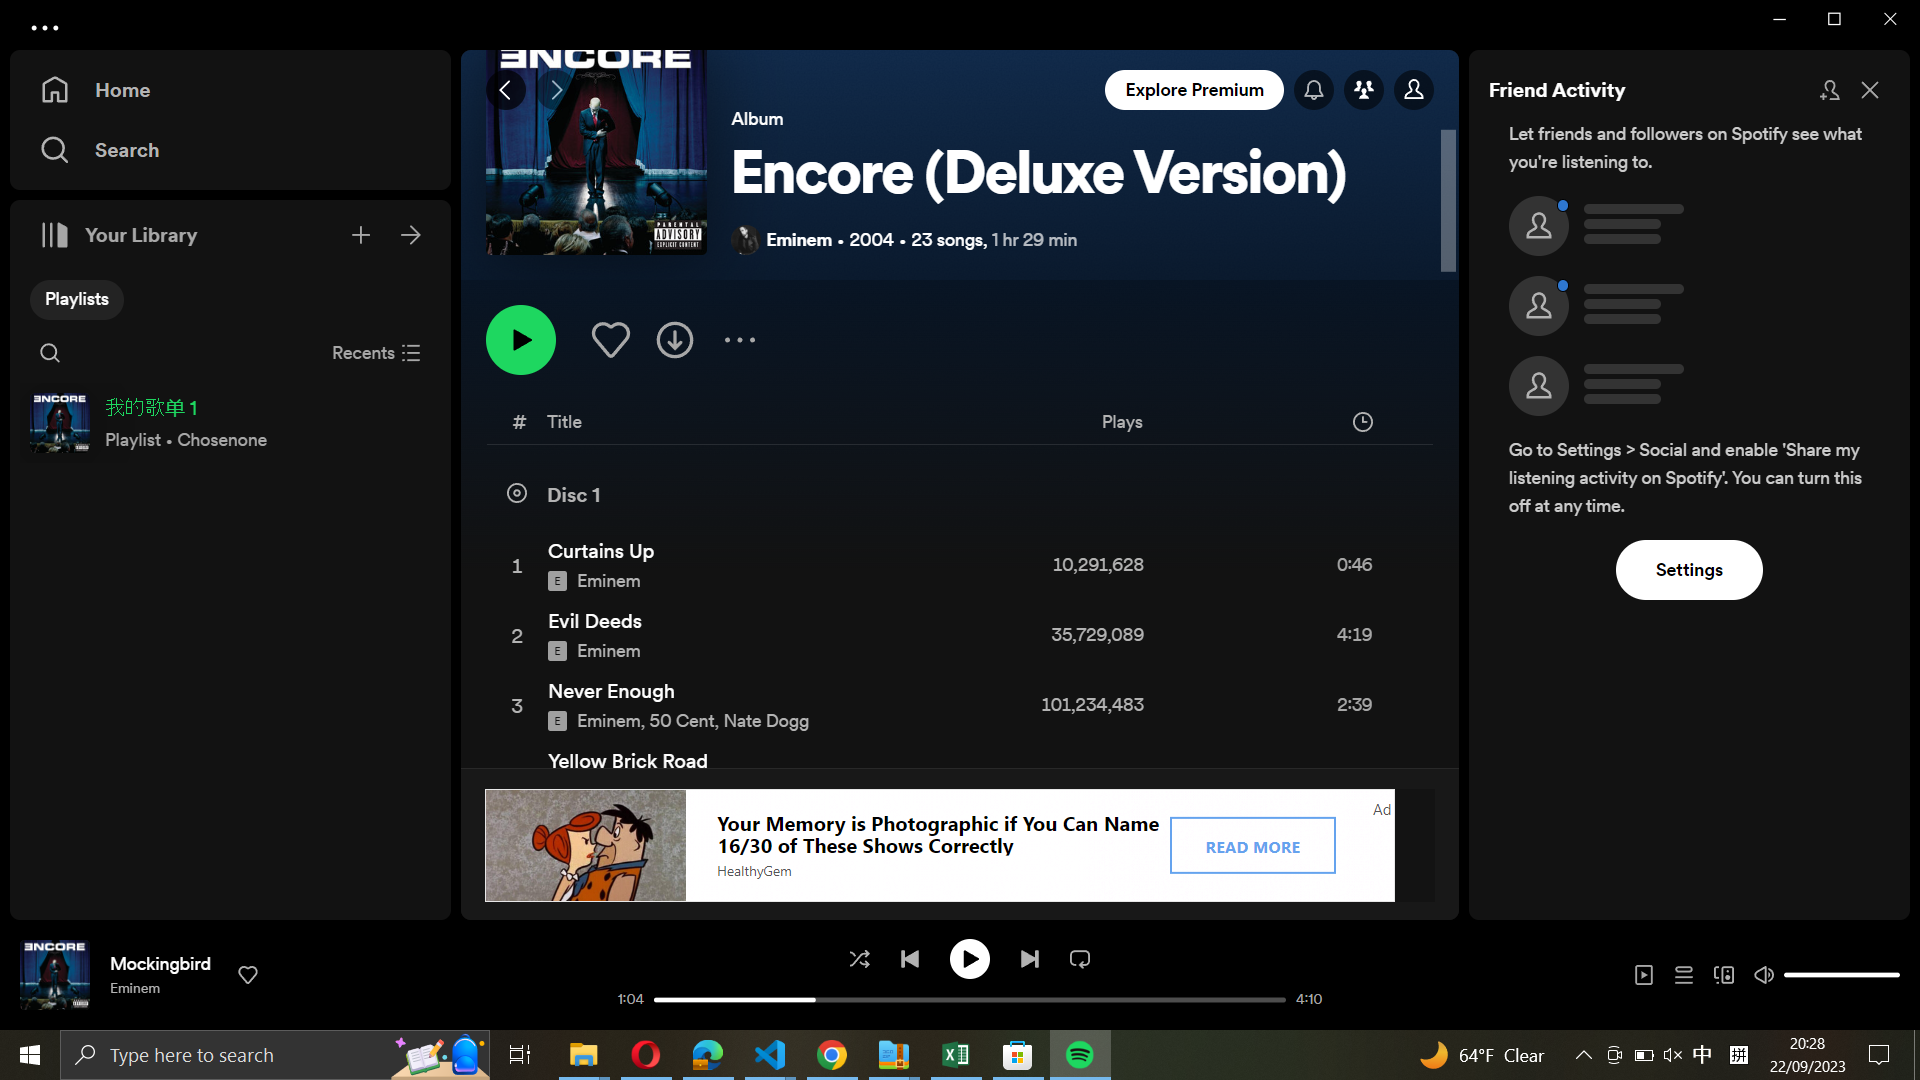 Home
Search
Your Library
Playlists
Recents
ENCORE
我的歌单 1
Playlist • Chosenone
ENCORE
PARENTAL
ADVISORY
EXPLICIT CONTENT
Explore Premium
Album
Encore (Deluxe Version)
Eminem • 2004 • 23 songs, 1 hr 29 min
# Title Plays
Disc 1
1 Curtains Up 10,291,628 0:46
E Eminem
2 Evil Deeds 35,729,089 4:19
E Eminem
3 Never Enough 101,234,483 2:39
E Eminem, 50 Cent, Nate Dogg
Yellow Brick Road
Your Memory is Photographic if You Can Name
16/30 of These Shows Correctly
HealthyGem
READ MORE
Ad
Friend Activity
Let friends and followers on Spotify see what
you're listening to.
Go to Settings > Social and enable 'Share my
listening activity on Spotify'. You can turn this
off at any time.
Settings
ENCORE
Mockingbird
Eminem
1:04 4:10
Type here to search
64°F Clear
中
拼
20:28
22/09/2023